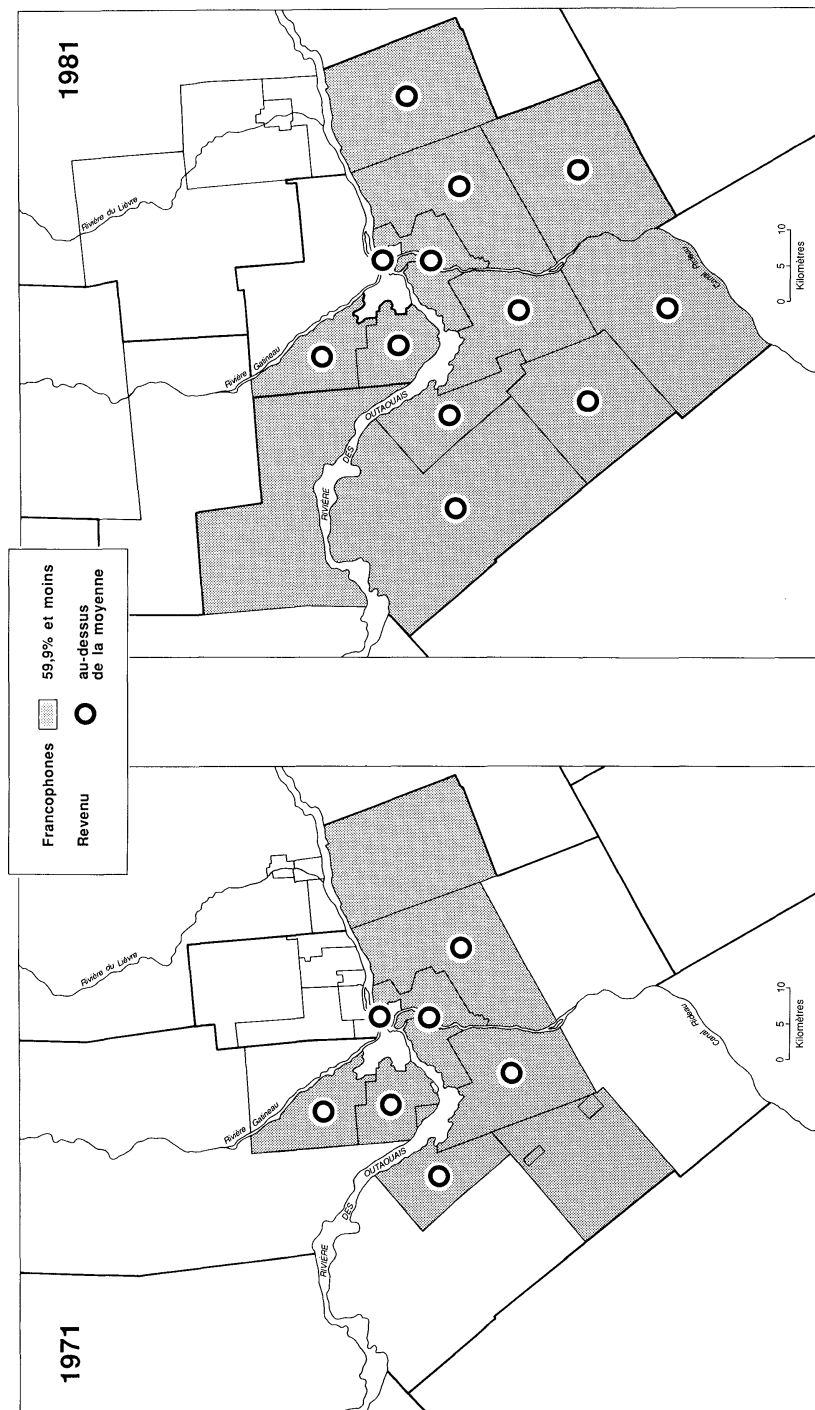 1971
Rivière du Lièvre
Rivière Gatineau
RIVIÈRE
DES
OUTAOUAIS
Canal Rideau
0 5 10
Kilomètres
Francophones 59,9% et moins
Revenu au-dessus
de la moyenne
1981
Rivière du Lièvre
Rivière Gatineau
RIVIÈRE
DES
OUTAOUAIS
Canal Rideau
0 5 10
Kilomètres